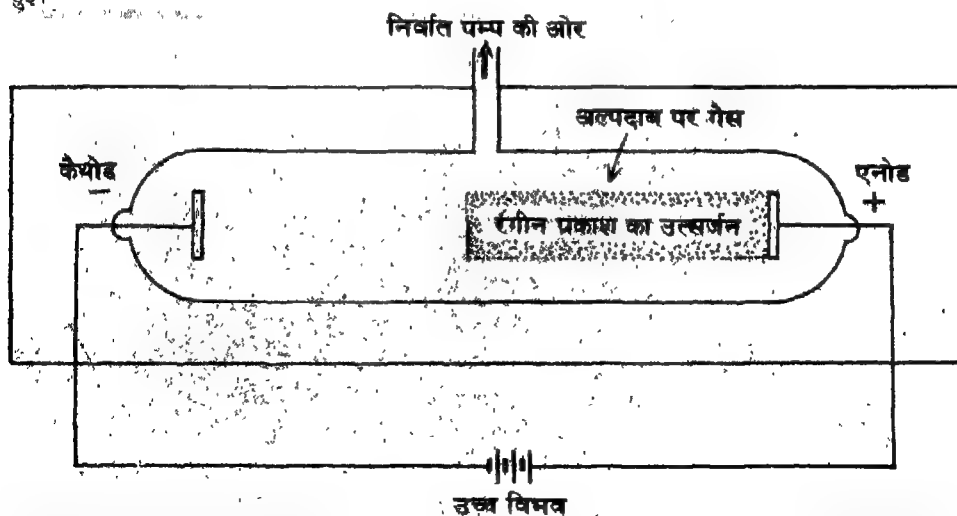 हुई।
निर्वात पम्प की ओर
अल्पदाब पर गैस
कैथोड
−
एनोड
+
रंगीन प्रकाश का उत्सर्जन
उच्च विभव